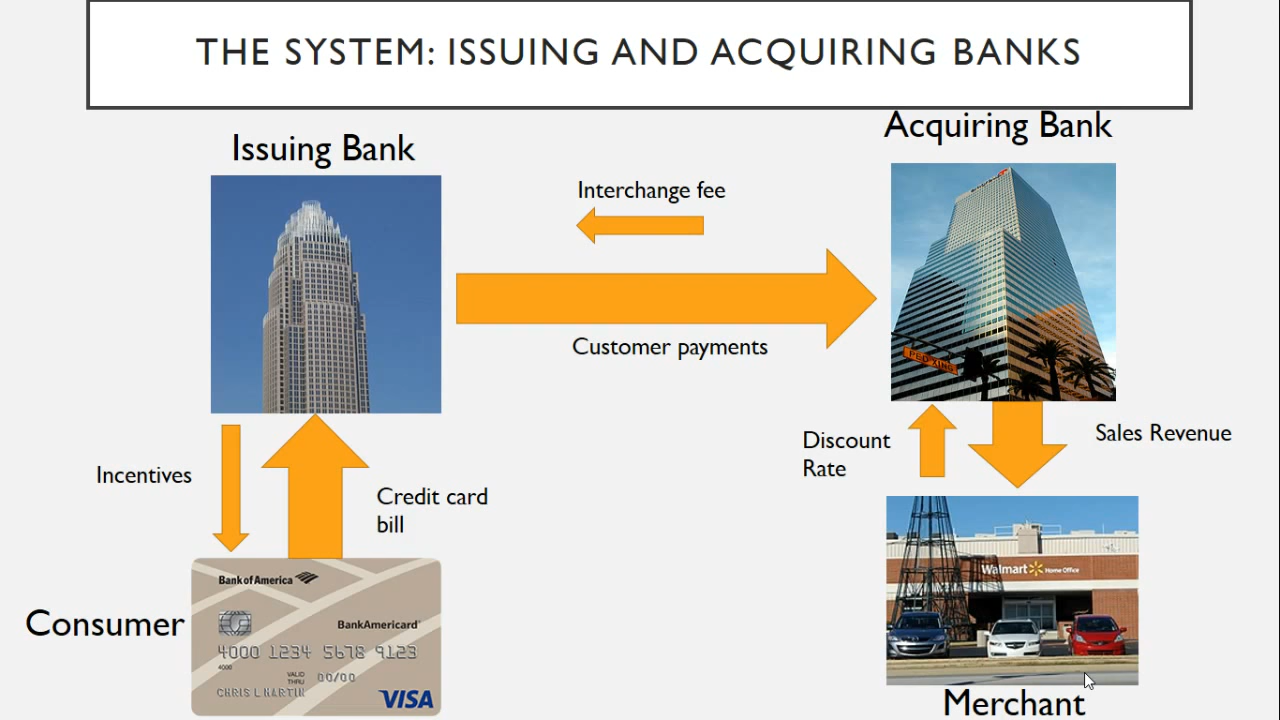 THE SYSTEM: ISSUING AND ACQUIRING BANKS
Issuing Bank
Acquiring Bank
Interchange fee
Customer payments
Incentives
Credit card
bill
Discount
Rate
Sales Revenue
PED XING
Consumer
Bank of America
BankAmericard
4000 1234 5678 9123
4000
VALID
THRU
00/00
CHRIS L MARTIN
VISA
Walmart Home Office
Merchant